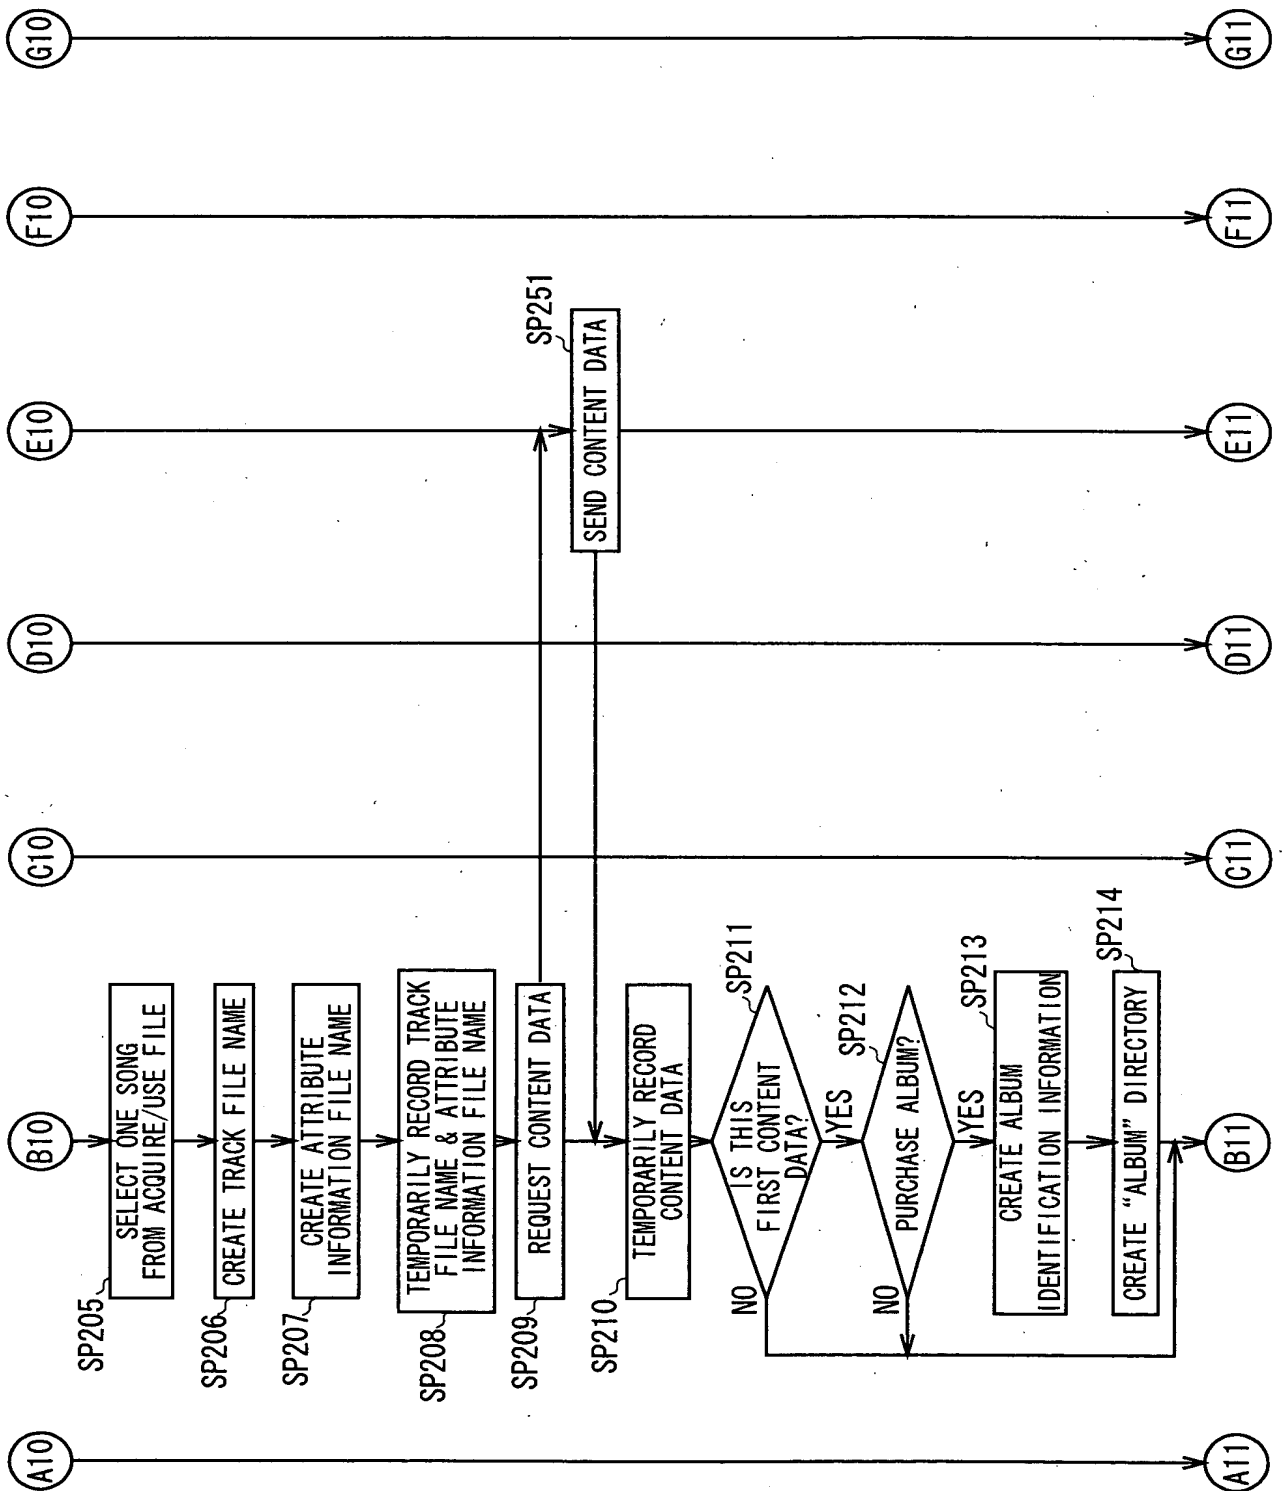 A10
B10
C10
D10
E10
F10
G10
SP205
SELECT ONE SONG
FROM ACQUIRE/USE FILE
SP206
CREATE TRACK FILE NAME
SP207
CREATE ATTRIBUTE
INFORMATION FILE NAME
SP208
TEMPORARILY RECORD TRACK
FILE NAME & ATTRIBUTE
INFORMATION FILE NAME
SP209
REQUEST CONTENT DATA
SP251
SEND CONTENT DATA
SP210
TEMPORARILY RECORD
CONTENT DATA
SP211
IS THIS
FIRST CONTENT
DATA?
NO
YES
SP212
PURCHASE ALBUM?
NO
YES
SP213
CREATE ALBUM
IDENTIFICATION INFORMATION
SP214
CREATE “ALBUM” DIRECTORY
A11
B11
C11
D11
E11
F11
G11